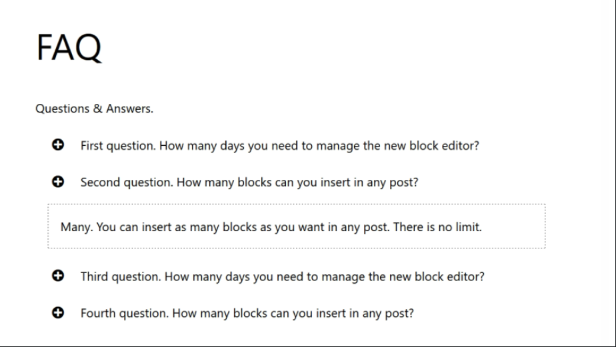 FAQ
Questions & Answers.
First question. How many days you need to manage the new block editor?
Second question. How many blocks can you insert in any post?
Many. You can insert as many blocks as you want in any post. There is no limit.
Third question. How many days you need to manage the new block editor?
Fourth question. How many blocks can you insert in any post?